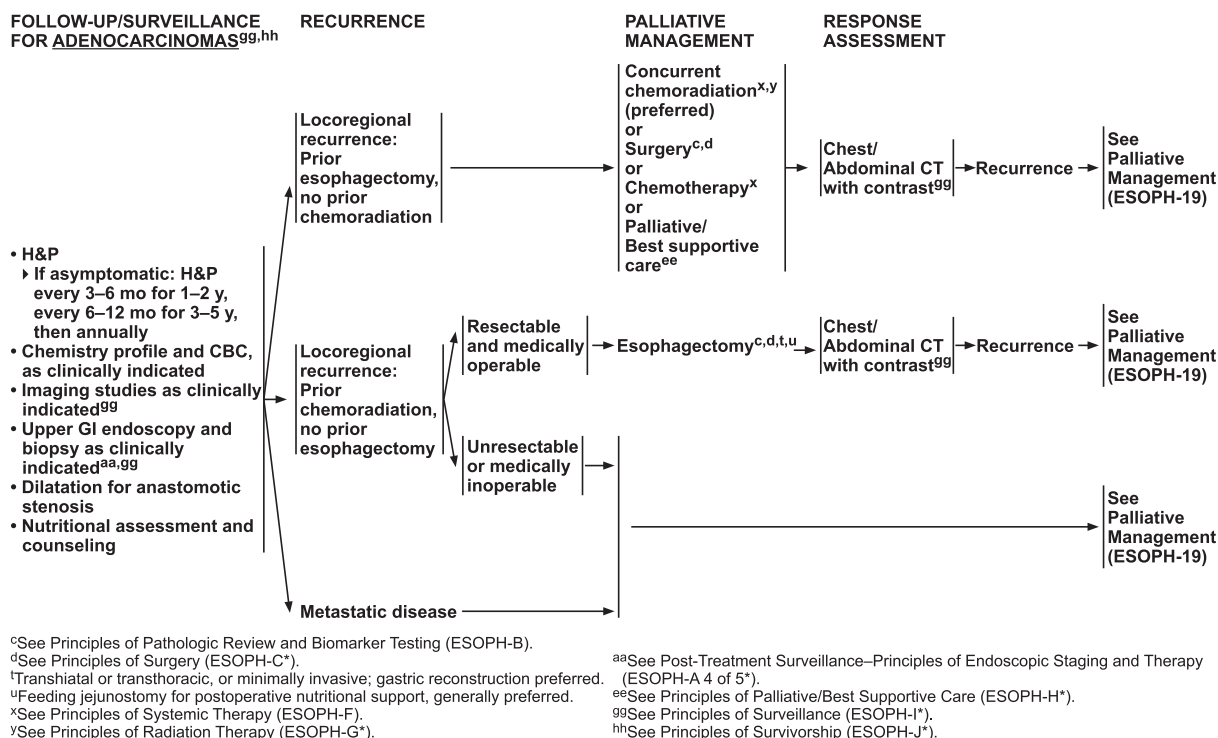 FOLLOW-UP/SURVEILLANCE
FOR ADENOCARCINOMASgg,hh
RECURRENCE
PALLIATIVE
MANAGEMENT
RESPONSE
ASSESSMENT
• H&P
If asymptomatic: H&P
every 3–6 mo for 1–2 y,
every 6–12 mo for 3–5 y,
then annually
• Chemistry profile and CBC,
as clinically indicated
• Imaging studies as clinically
indicatedgg
• Upper GI endoscopy and
biopsy as clinically
indicatedaa,gg
• Dilatation for anastomotic
stenosis
• Nutritional assessment and
counseling
Locoregional
recurrence:
Prior
esophagectomy,
no prior
chemoradiation
Concurrent
chemoradiationx,y
(preferred)
or
Surgeryc,d
or
Chemotherapyx
or
Palliative/
Best supportive
careee
Chest/
Abdominal CT
with contrastgg
Recurrence
See
Palliative
Management
(ESOPH-19)
Locoregional
recurrence:
Prior
chemoradiation,
no prior
esophagectomy
Resectable
and medically
operable
Esophagectomyc,d,t,u
Chest/
Abdominal CT
with contrastgg
Recurrence
See
Palliative
Management
(ESOPH-19)
Unresectable
or medically
inoperable
Metastatic disease
See
Palliative
Management
(ESOPH-19)
cSee Principles of Pathologic Review and Biomarker Testing (ESOPH-B).
dSee Principles of Surgery (ESOPH-C*).
tTranshiatal or transthoracic, or minimally invasive; gastric reconstruction preferred.
uFeeding jejunostomy for postoperative nutritional support, generally preferred.
xSee Principles of Systemic Therapy (ESOPH-F).
ySee Principles of Radiation Therapy (ESOPH-G*).
aaSee Post-Treatment Surveillance–Principles of Endoscopic Staging and Therapy
(ESOPH-A 4 of 5*).
eeSee Principles of Palliative/Best Supportive Care (ESOPH-H*).
ggSee Principles of Surveillance (ESOPH-I*).
hhSee Principles of Survivorship (ESOPH-J*).